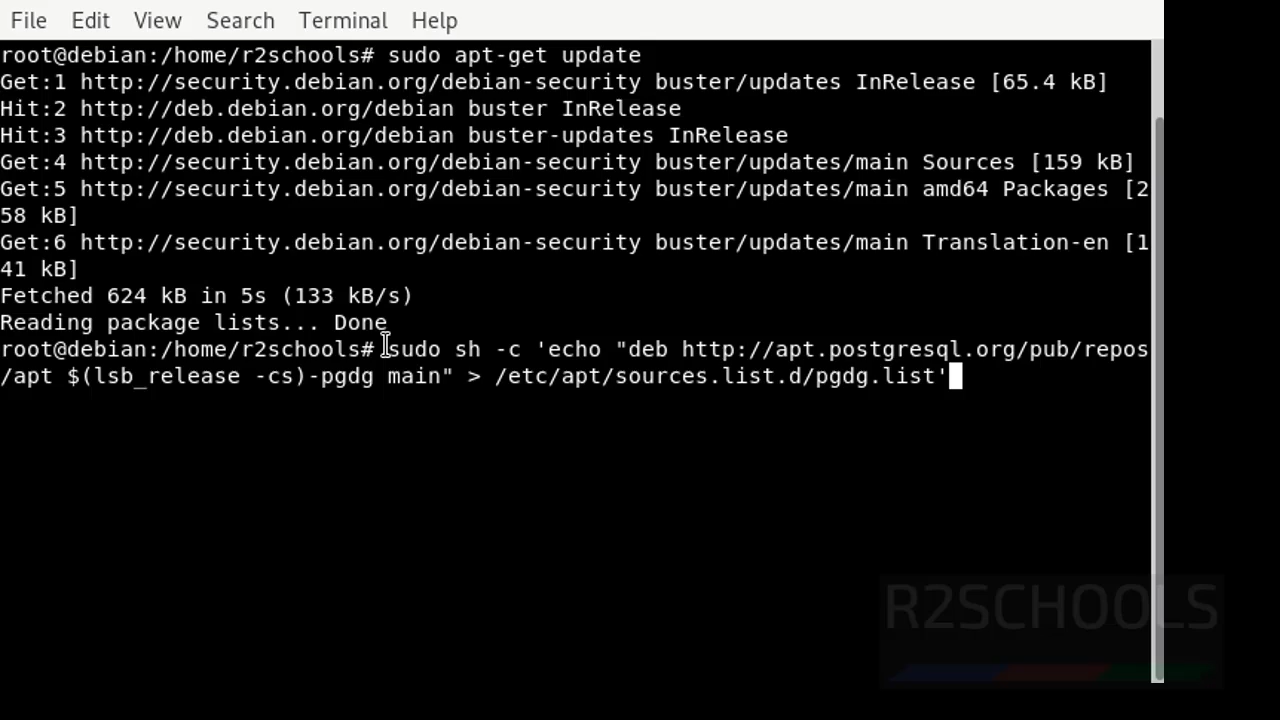 File Edit View Search Terminal Help
root@debian:/home/r2schools# sudo apt-get update
Get:1 http://security.debian.org/debian-security buster/updates InRelease [65.4 kB]
Hit:2 http://deb.debian.org/debian buster InRelease
Hit:3 http://deb.debian.org/debian buster-updates InRelease
Get:4 http://security.debian.org/debian-security buster/updates/main Sources [159 kB]
Get:5 http://security.debian.org/debian-security buster/updates/main amd64 Packages [2
58 kB]
Get:6 http://security.debian.org/debian-security buster/updates/main Translation-en [1
41 kB]
Fetched 624 kB in 5s (133 kB/s)
Reading package lists... Done
root@debian:/home/r2schools# sudo sh -c 'echo "deb http://apt.postgresql.org/pub/repos
/apt $(lsb_release -cs)-pgdg main" > /etc/apt/sources.list.d/pgdg.list'
R2SCHOOLS